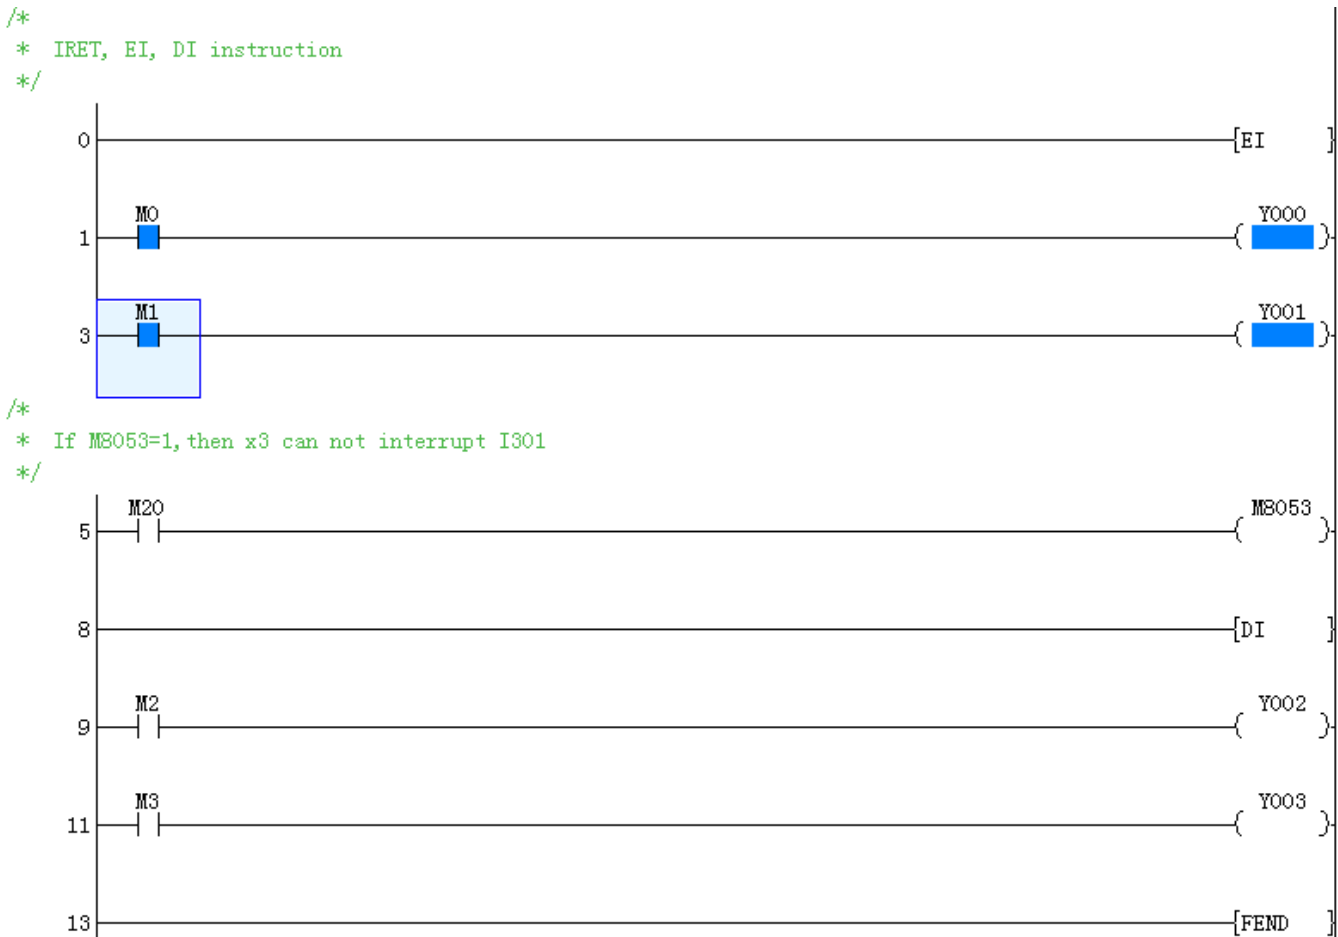 /*
*  IRET, EI, DI instruction
*/
0 [EI ]
M0 Y000
1
M1 Y001
3
/*
*  If M8053=1,then x3 can not interrupt I301
*/
M20 M8053
5
8 [DI ]
M2 Y002
9
M3 Y003
11
13 [FEND ]